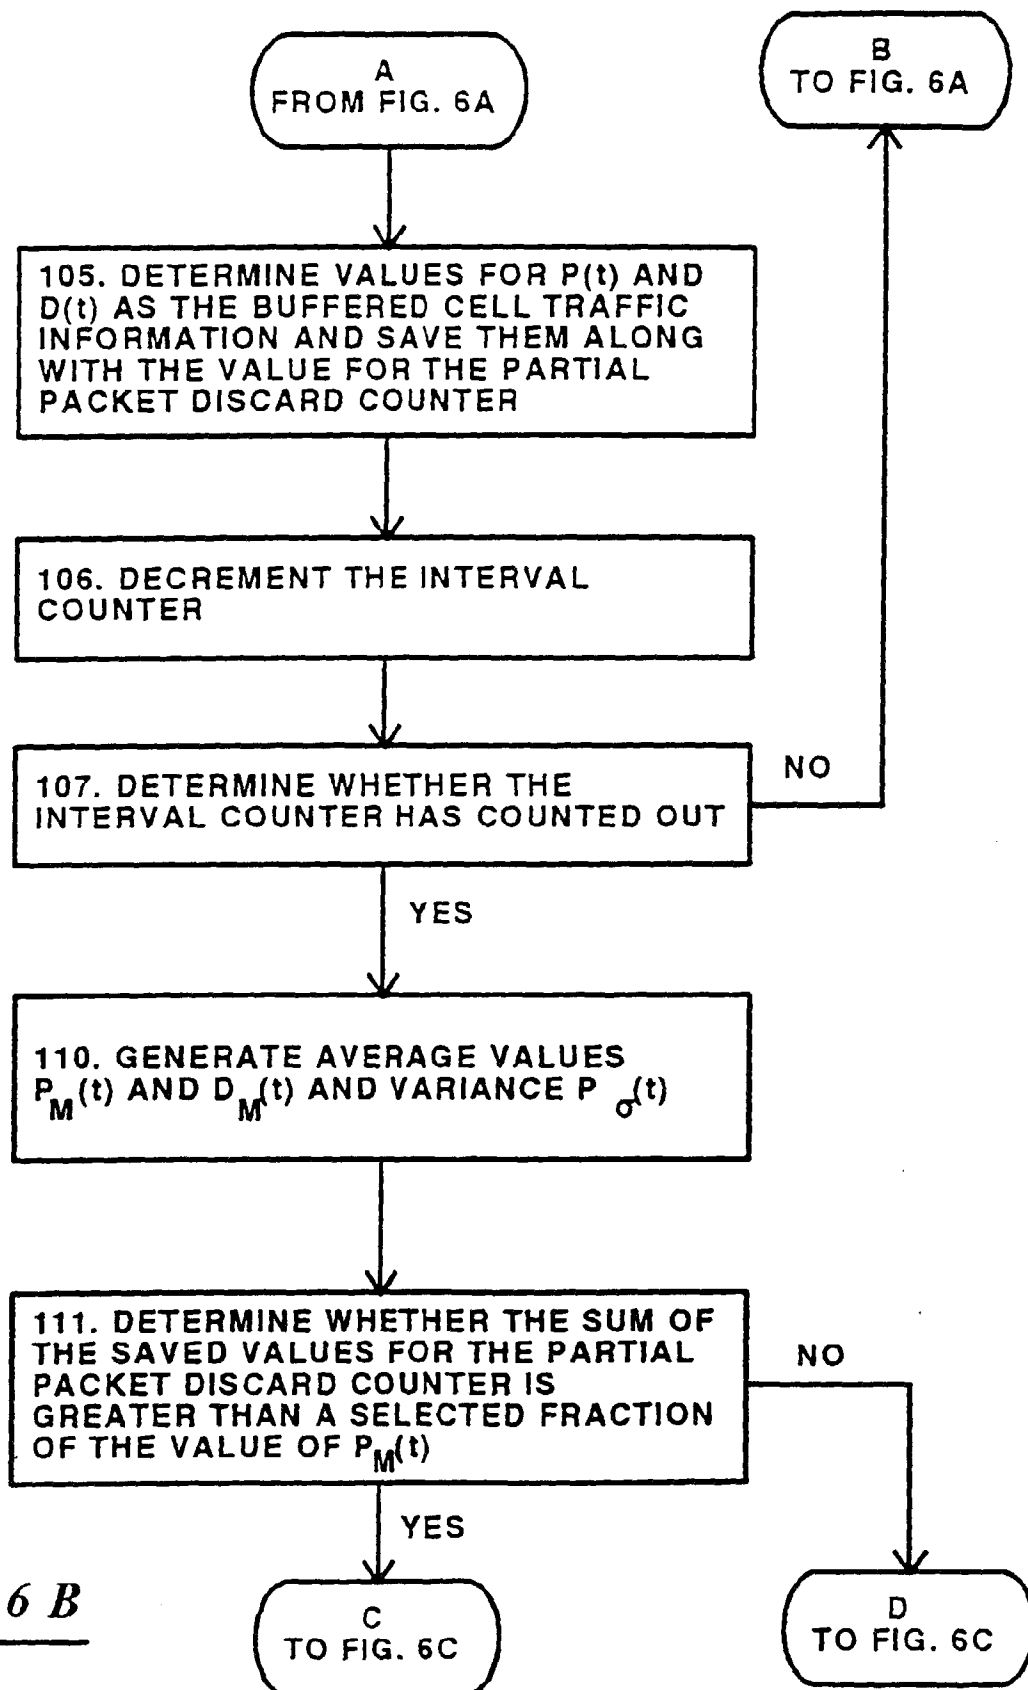 A
FROM FIG. 6A
B
TO FIG. 6A
105. DETERMINE VALUES FOR P(t) AND
D(t) AS THE BUFFERED CELL TRAFFIC
INFORMATION AND SAVE THEM ALONG
WITH THE VALUE FOR THE PARTIAL
PACKET DISCARD COUNTER
106. DECREMENT THE INTERVAL
COUNTER
107. DETERMINE WHETHER THE
INTERVAL COUNTER HAS COUNTED OUT
NO
YES
110. GENERATE AVERAGE VALUES
P_M(t) AND D_M(t) AND VARIANCE P_σ(t)
111. DETERMINE WHETHER THE SUM OF
THE SAVED VALUES FOR THE PARTIAL
PACKET DISCARD COUNTER IS
GREATER THAN A SELECTED FRACTION
OF THE VALUE OF P_M(t)
NO
YES
C
TO FIG. 6C
D
TO FIG. 6C
6 B